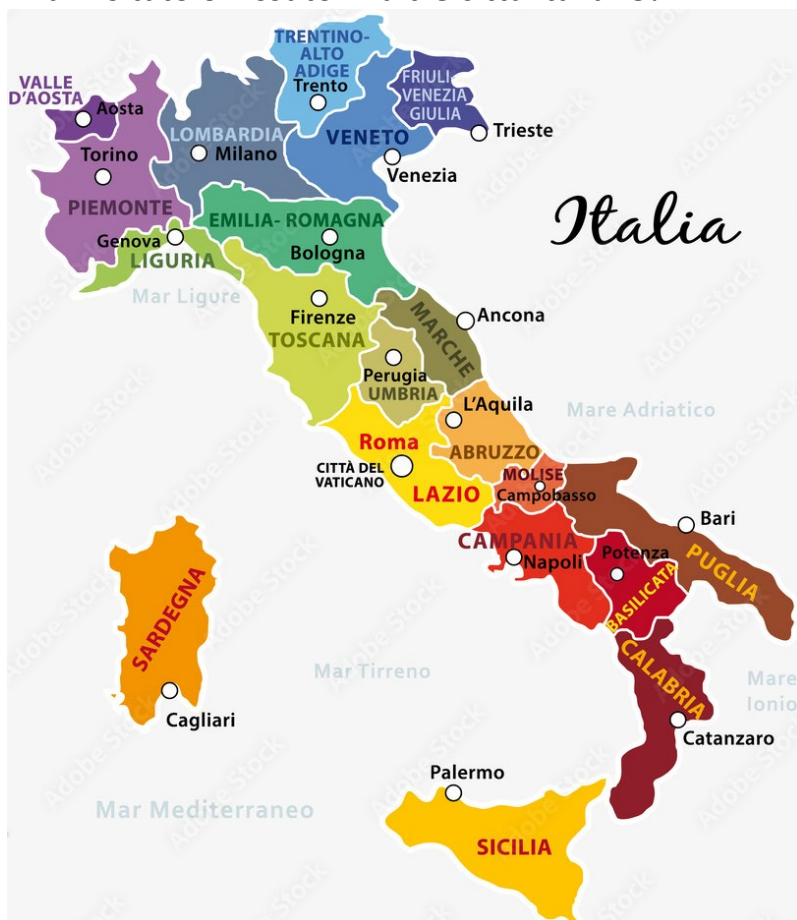 TRENTINO-
ALTO
ADIGE
Trento
FRIULI
VENEZIA
GIULIA
VALLE
D'AOSTA
Aosta
LOMBARDIA
Milano
VENETO
Trieste
Torino
Venezia
PIEMONTE
EMILIA- ROMAGNA
Italia
Genova
Bologna
LIGURIA
Mar Ligure
Firenze
TOSCANA
MARCHE
Ancona
Perugia
UMBRIA
L'Aquila
Mare Adriatico
Roma
ABRUZZO
CITTÀ DEL
VATICANO
LAZIO
MOLISE
Campobasso
CAMPANIA
Napoli
Bari
Potenza
PUGLIA
BASILICATA
SARDEGNA
CALABRIA
Mar Tirreno
Mare
Ionio
Cagliari
Catanzaro
Palermo
Mar Mediterraneo
SICILIA
Adobe Stock